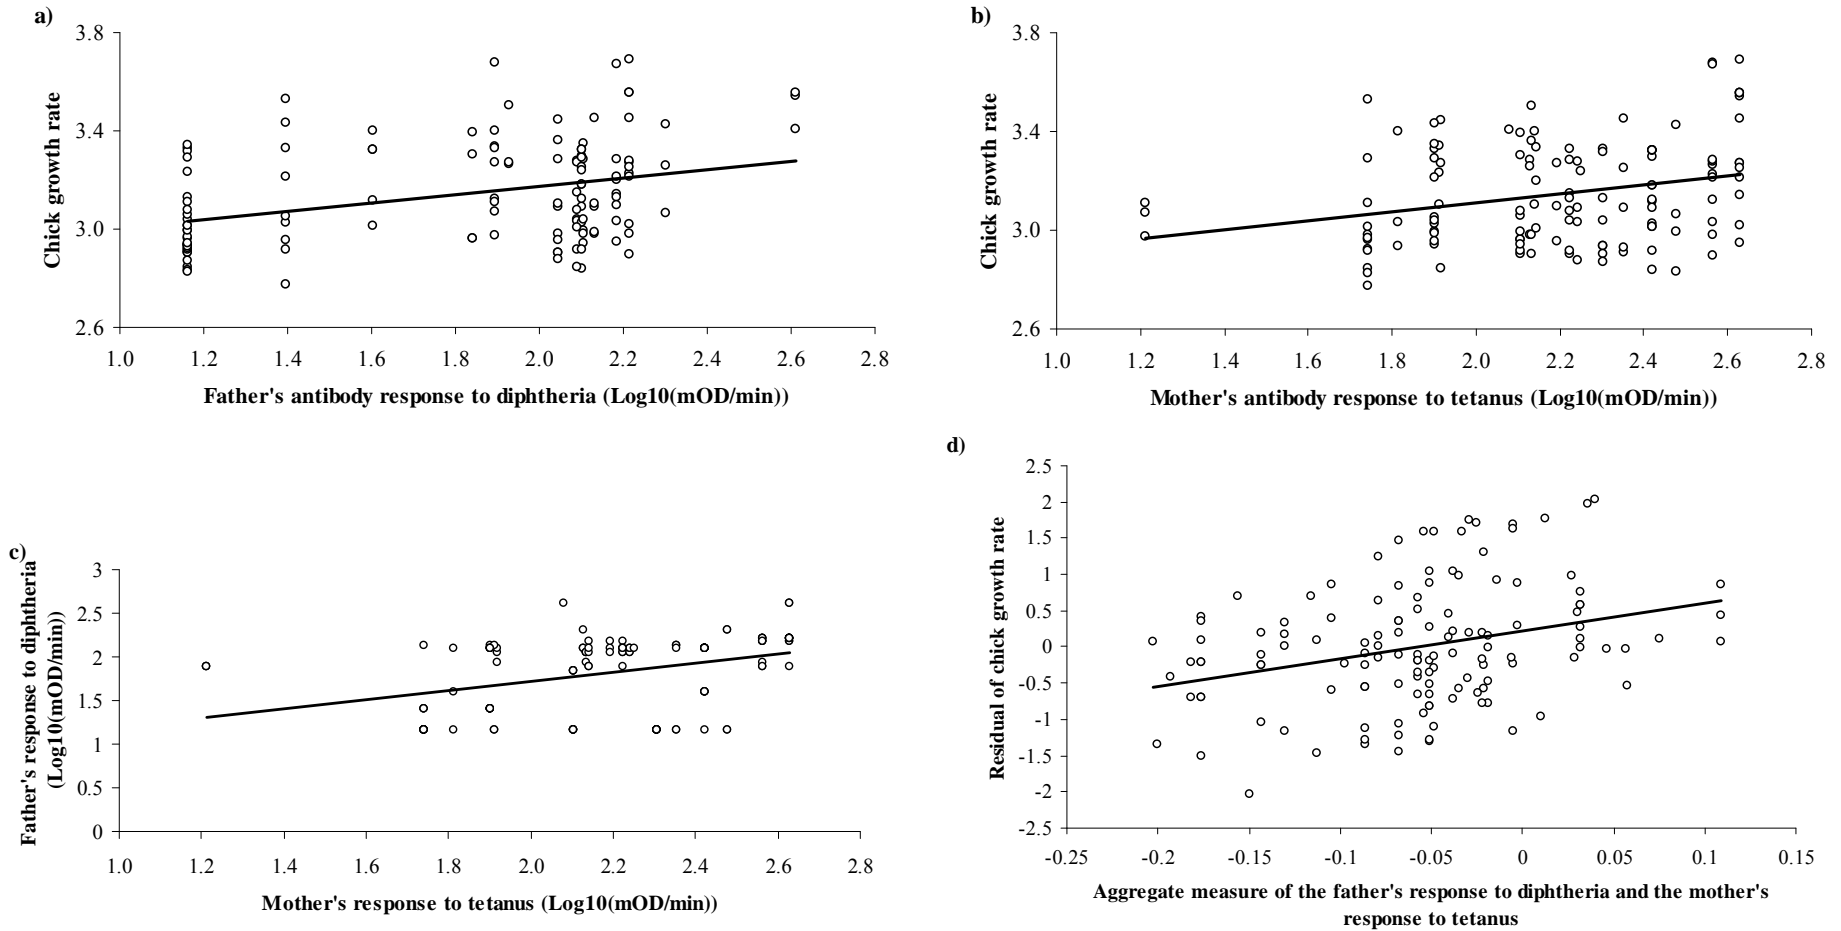 a)
3.8
3.4
3.0
2.6
Chick growth rate
1.0 1.2 1.4 1.6 1.8 2.0 2.2 2.4 2.6 2.8
Father's antibody response to diphtheria (Log10(mOD/min))
b)
3.8
3.4
3.0
2.6
Chick growth rate
1.0 1.2 1.4 1.6 1.8 2.0 2.2 2.4 2.6 2.8
Mother's antibody response to tetanus (Log10(mOD/min))
c)
3
2.5
2
1.5
1
0.5
0
Father's response to diphtheria
(Log10(mOD/min))
1.0 1.2 1.4 1.6 1.8 2.0 2.2 2.4 2.6 2.8
Mother's response to tetanus (Log10(mOD/min))
d)
2.5
2
1.5
1
0.5
0
-0.5
-1
-1.5
-2
-2.5
Residual of chick growth rate
-0.25 -0.2 -0.15 -0.1 -0.05 0 0.05 0.1 0.15
Aggregate measure of the father's response to diphtheria and the mother's
response to tetanus